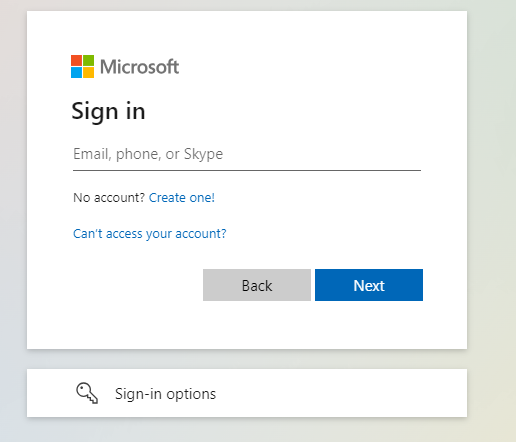 Microsoft
Sign in
Email, phone, or Skype
No account? Create one!
Can't access your account?
Back
Next
Sign-in options